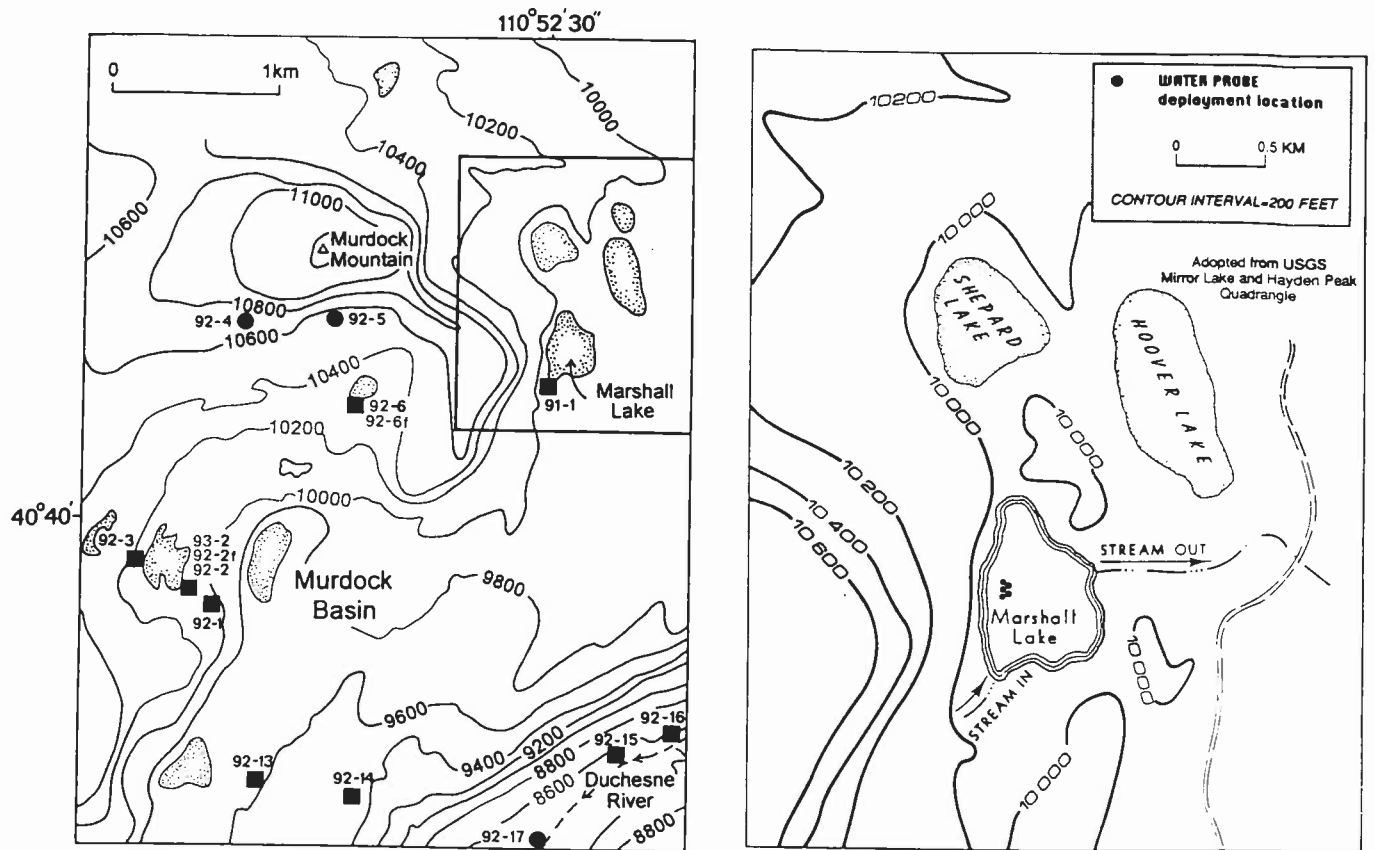 110°52'30"
0 1km
10000
10200
10400
11000
10600
Murdock
Mountain
10800
92-4
92-5
10600
10400
92-6
92-6f
91-1
Marshall
Lake
10200
10000
40°40'
92-3
93-2
92-2f
92-2
92-1
Murdock
Basin
9800
9600
9400
9200
8800
8600
8800
92-16
92-15
92-13
92-14
Duchesne
River
92-17
WATER PROBE
deployment location
0 0.5 KM
CONTOUR INTERVAL=200 FEET
Adopted from USGS
Mirror Lake and Hayden Peak
Quadrangle
10200
10000
SHEPARD
LAKE
HOOVER LAKE
10000
10000
10200
10400
10600
STREAM OUT
Marshall
Lake
STREAM IN
10000
10000